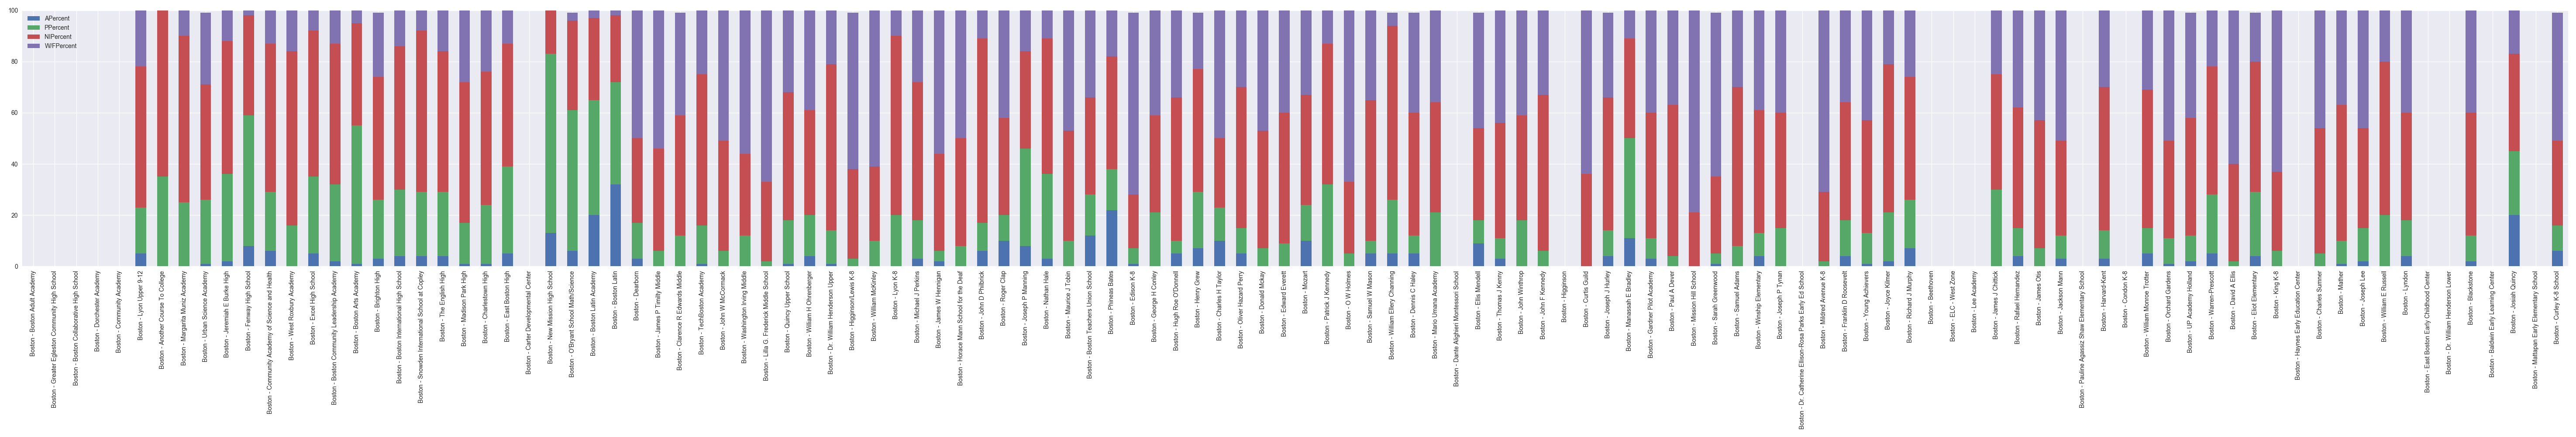 APercent
PPercent
NIPercent
W/FPercent
100
80
60
40
20
0
Boston - Boston Adult Academy
Boston - Greater Egleston Community High School
Boston - Boston Collaborative High School
Boston - Dorchester Academy
Boston - Community Academy
Boston - Lyon Upper 9-12
Boston - Another Course To College
Boston - Margarita Muniz Academy
Boston - Urban Science Academy
Boston - Jeremiah E Burke High
Boston - Fenway High School
Boston - Community Academy of Science and Health
Boston - West Roxbury Academy
Boston - Excel High School
Boston - Boston Community Leadership Academy
Boston - Boston Arts Academy
Boston - Brighton High
Boston - Boston International High School
Boston - Snowden International School at Copley
Boston - The English High
Boston - Madison Park High
Boston - Charlestown High
Boston - East Boston High
Boston - Carter Developmental Center
Boston - New Mission High School
Boston - O'Bryant School Math/Science
Boston - Boston Latin Academy
Boston - Boston Latin
Boston - Dearborn
Boston - James P Timilty Middle
Boston - Clarence R Edwards Middle
Boston - TechBoston Academy
Boston - John W McCormack
Boston - Washington Irving Middle
Boston - Lilla G. Frederick Middle School
Boston - Quincy Upper School
Boston - William H Ohrenberger
Boston - Dr. William Henderson Upper
Boston - Higginson/Lewis K-8
Boston - William McKinley
Boston - Lyon K-8
Boston - Michael J Perkins
Boston - James W Hennigan
Boston - Horace Mann School for the Deaf
Boston - John D Philbrick
Boston - Roger Clap
Boston - Joseph P Manning
Boston - Nathan Hale
Boston - Maurice J Tobin
Boston - Boston Teachers Union School
Boston - Phineas Bates
Boston - Edison K-8
Boston - George H Conley
Boston - Hugh Rose O'Donnell
Boston - Henry Grew
Boston - Charles H Taylor
Boston - Oliver Hazard Perry
Boston - Donald Mckay
Boston - Edward Everett
Boston - Mozart
Boston - Patrick J Kennedy
Boston - O W Holmes
Boston - Samuel W Mason
Boston - William Ellery Channing
Boston - Dennis C Haley
Boston - Mario Umana Academy
Boston - Dante Alighieri Montessori School
Boston - Ellis Mendell
Boston - Thomas J Kenny
Boston - John Winthrop
Boston - John F Kennedy
Boston - Higginson
Boston - Curtis Guild
Boston - Joseph J Hurley
Boston - Manassah E Bradley
Boston - Gardner Pilot Academy
Boston - Paul A Dever
Boston - Mission Hill School
Boston - Sarah Greenwood
Boston - Samuel Adams
Boston - Winship Elementary
Boston - Joseph P Tynan
Boston - Dr. Catherine Ellison-Rosa Parks Early Ed School
Boston - Mildred Avenue K-8
Boston - Franklin D Roosevelt
Boston - Young Achievers
Boston - Joyce Kilmer
Boston - Richard J Murphy
Boston - Beethoven
Boston - ELC - West Zone
Boston - Lee Academy
Boston - James J Chittick
Boston - Rafael Hernandez
Boston - James Otis
Boston - Jackson Mann
Boston - Pauline Agassiz Shaw Elementary School
Boston - Harvard-Kent
Boston - Condon K-8
Boston - William Monroe Trotter
Boston - Orchard Gardens
Boston - UP Academy Holland
Boston - Warren-Prescott
Boston - David A Ellis
Boston - Eliot Elementary
Boston - King K-8
Boston - Haynes Early Education Center
Boston - Charles Sumner
Boston - Mather
Boston - Joseph Lee
Boston - William E Russell
Boston - Lyndon
Boston - East Boston Early Childhood Center
Boston - Dr. William Henderson Lower
Boston - Blackstone
Boston - Baldwin Early Learning Center
Boston - Josiah Quincy
Boston - Mattapan Early Elementary School
Boston - Curley K-8 School